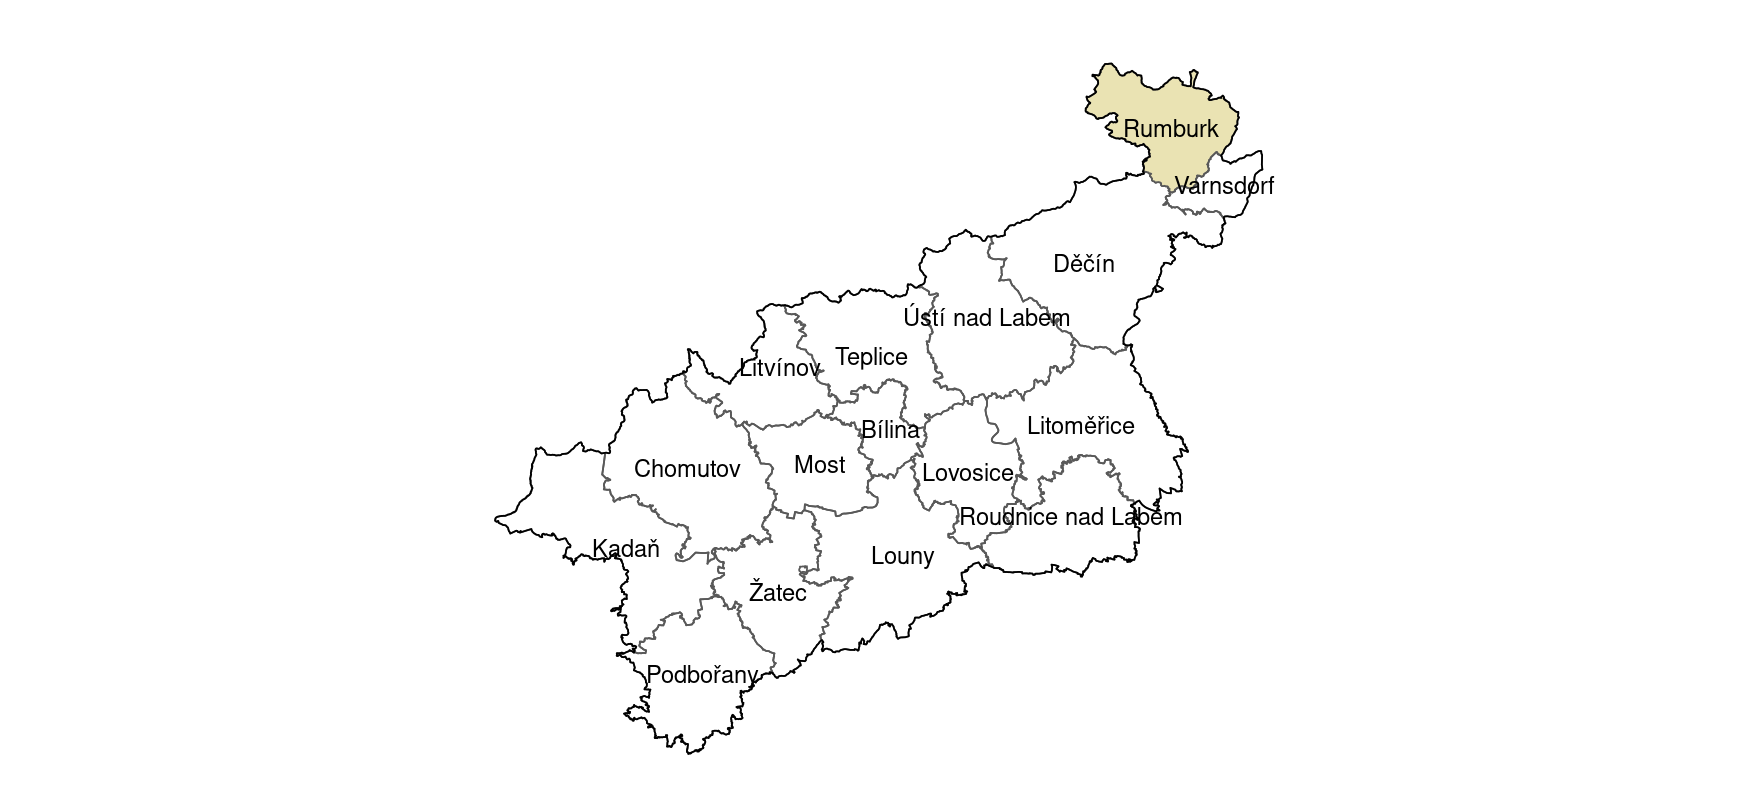 Rumburk
Varnsdorf
Děčín
Ústí nad Labem
Teplice
Litvínov
Litoměřice
Bílina
Most
Chomutov
Lovosice
Roudnice nad Labem
Kadaň
Louny
Žatec
Podbořany